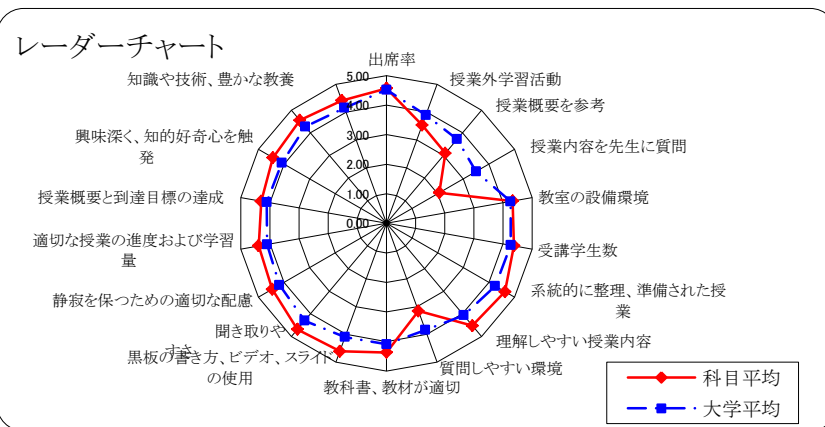 レーダーチャート
出席率
授業外学習活動
授業概要を参考
授業内容を先生に質問
教室の設備環境
受講学生数
系統的に整理、準備された授
業
理解しやすい授業内容
質問しやすい環境
教科書、教材が適切
黒板の書き方、ビデオ、スライド
の使用
聞き取りや
すさ
静寂を保つための適切な配慮
適切な授業の進度および学習
量
授業概要と到達目標の達成
興味深く、知的好奇心を触
発
知識や技術、豊かな教養
5.00
4.00
3.00
2.00
1.00
0.00
科目平均
大学平均